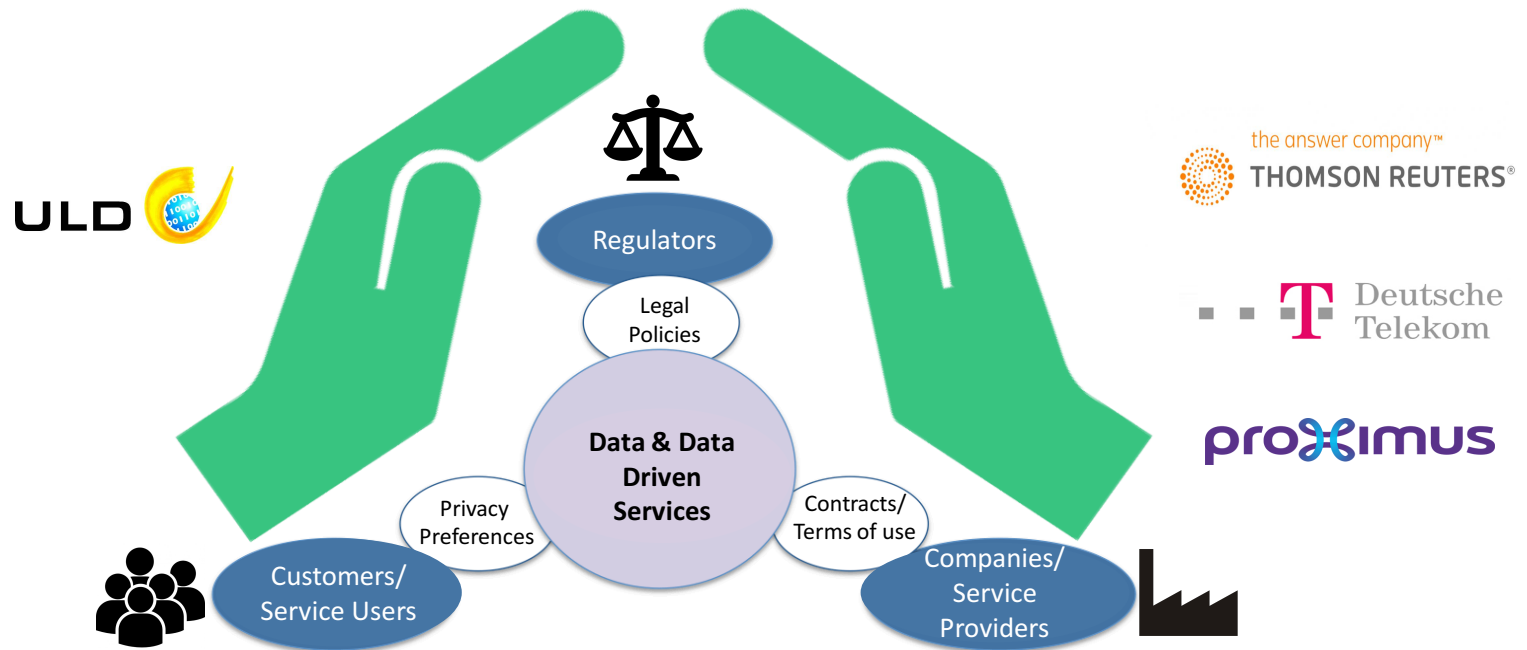 the answer company™
THOMSON REUTERS®
ULD
Regulators
Legal
Policies
Deutsche
Telekom
T
proximus
Data & Data
Driven
Services
Privacy
Preferences
Contracts/
Terms of use
Customers/
Service Users
Companies/
Service
Providers